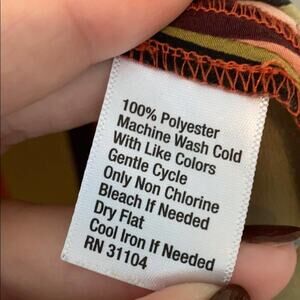 100% Polyester
Machine Wash Cold
With Like Colors
Gentle Cycle
Only Non Chlorine
Bleach If Needed
Dry Flat
Cool Iron If Needed
RN 31104